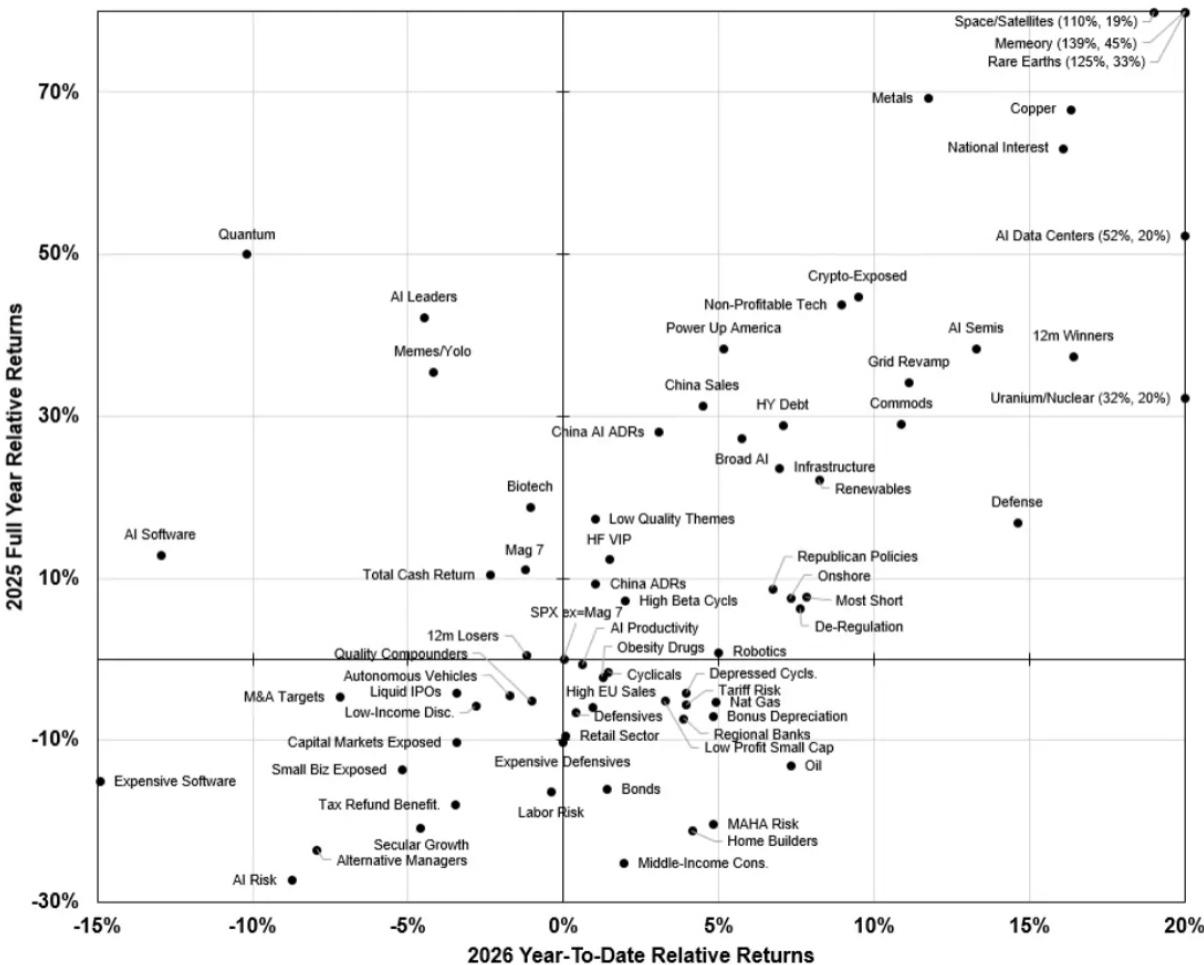 Space/Satellites (110%, 19%)
Memeory (139%, 45%)
Rare Earths (125%, 33%)
70%
Metals
Copper
National Interest
Quantum
AI Data Centers (52%, 20%)
50%
Crypto-Exposed
AI Leaders
Non-Profitable Tech
Power Up America
AI Semis
12m Winners
Memes/Yolo
Grid Revamp
China Sales
Uranium/Nuclear (32%, 20%)
HY Debt
Commods
30%
China AI ADRs
Broad AI
Infrastructure
Biotech
Renewables
Defense
Low Quality Themes
AI Software
HF VIP
Mag 7
Republican Policies
Total Cash Return
Onshore
10%
China ADRs
High Beta Cycls
Most Short
SPX ex=Mag 7
De-Regulation
AI Productivity
12m Losers
Obesity Drugs
Robotics
Quality Compounders
Autonomous Vehicles
Cyclicals
Depressed Cycls.
Liquid IPOs
High EU Sales
Tariff Risk
M&A Targets
Nat Gas
Low-Income Disc.
Defensives
Bonus Depreciation
Retail Sector
Regional Banks
-10%
Capital Markets Exposed
Low Profit Small Cap
Expensive Defensives
Oil
Small Biz Exposed
Expensive Software
Bonds
Tax Refund Benefit.
Labor Risk
MAHA Risk
Secular Growth
Home Builders
Alternative Managers
Middle-Income Cons.
AI Risk
-30%
-15%
-10%
-5%
0%
5%
10%
15%
20%
2026 Year-To-Date Relative Returns
2025 Full Year Relative Returns